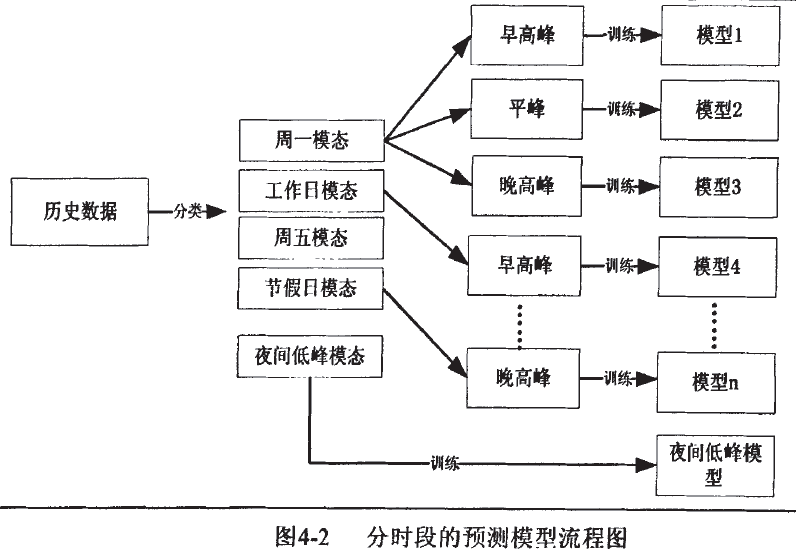 早高峰
训练
模型1
平峰
训练
模型2
周一模态
晚高峰
训练
模型3
工作日模态
历史数据
分类
周五模态
早高峰
训练
模型4
节假日模态
夜间低峰模态
晚高峰
训练
模型n
训练
夜间低峰模
型
图4-2 分时段的预测模型流程图